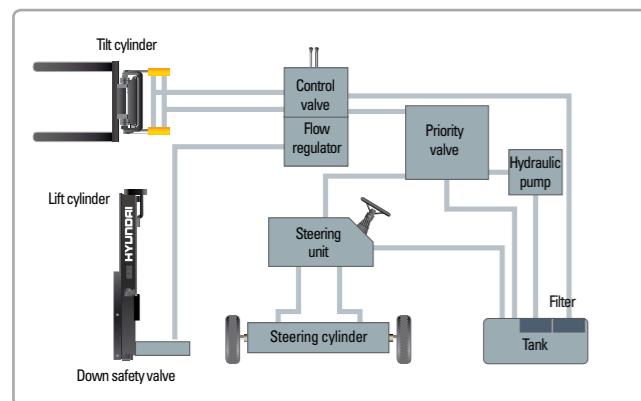 Tilt cylinder
Control
valve
Flow
regulator
Priority
valve
Hydraulic
pump
Lift cylinder
HYUNDAI
Steering
unit
Filter
Steering cylinder
Tank
Down safety valve